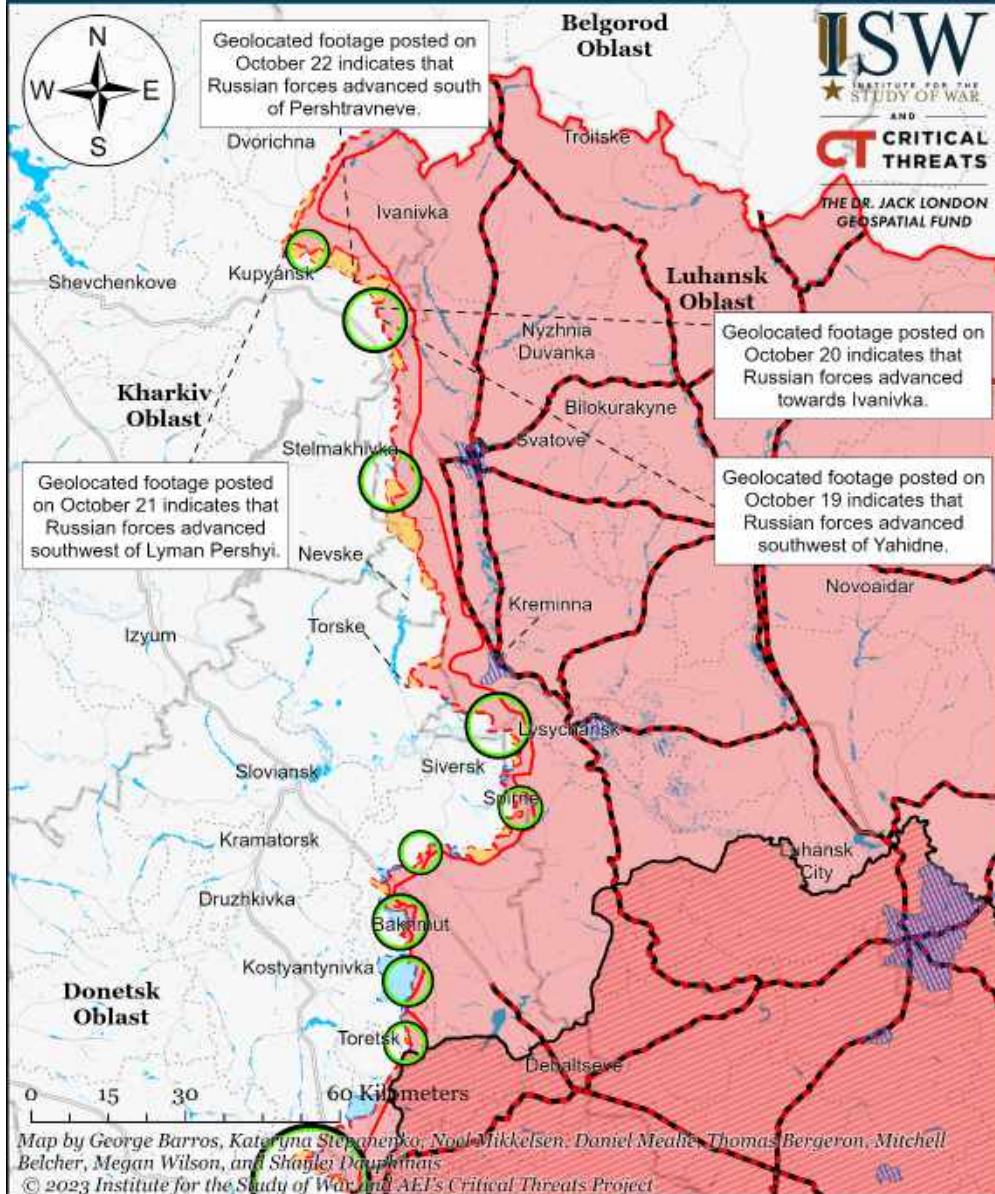 N
W
E
S
Geolocated footage posted on
October 22 indicates that
Russian forces advanced south
of Pershtravneve.
Belgorod
Oblast
ISW
INSTITUTE FOR THE
STUDY OF WAR
AND
CT CRITICAL
THREATS
THE DR. JACK LONDON
GEOSPATIAL FUND
Dvorichna
Troitske
Ivanivka
Kupyansk
Shevchenkove
Luhansk
Oblast
Nyzhnia
Duvanka
Geolocated footage posted on
October 20 indicates that
Russian forces advanced
towards Ivanivka.
Kharkiv
Oblast
Bilokurakyne
Svatove
Stelmakhivka
Geolocated footage posted
on October 21 indicates that
Russian forces advanced
southwest of Lyman Pershyi.
Geolocated footage posted on
October 19 indicates that
Russian forces advanced
southwest of Yahidne.
Nevske
Novoaidar
Kreminna
Torske
Izyum
Lysychansk
Siversk
Sloviansk
Spirne
Kramatorsk
Luhansk
City
Druzhkivka
Bakhmut
Kostyantynivka
Donetsk
Oblast
Toretsk
Debaltseve
0 15 30 60 Kilometers
Map by George Barros, Kateryna Stepanenko, Noel Mikkelsen, Daniel Mealie, Thomas Bergeron, Mitchell
Belcher, Megan Wilson, and Shanlei Dauphinais
© 2023 Institute for the Study of War and AEI's Critical Threats Project